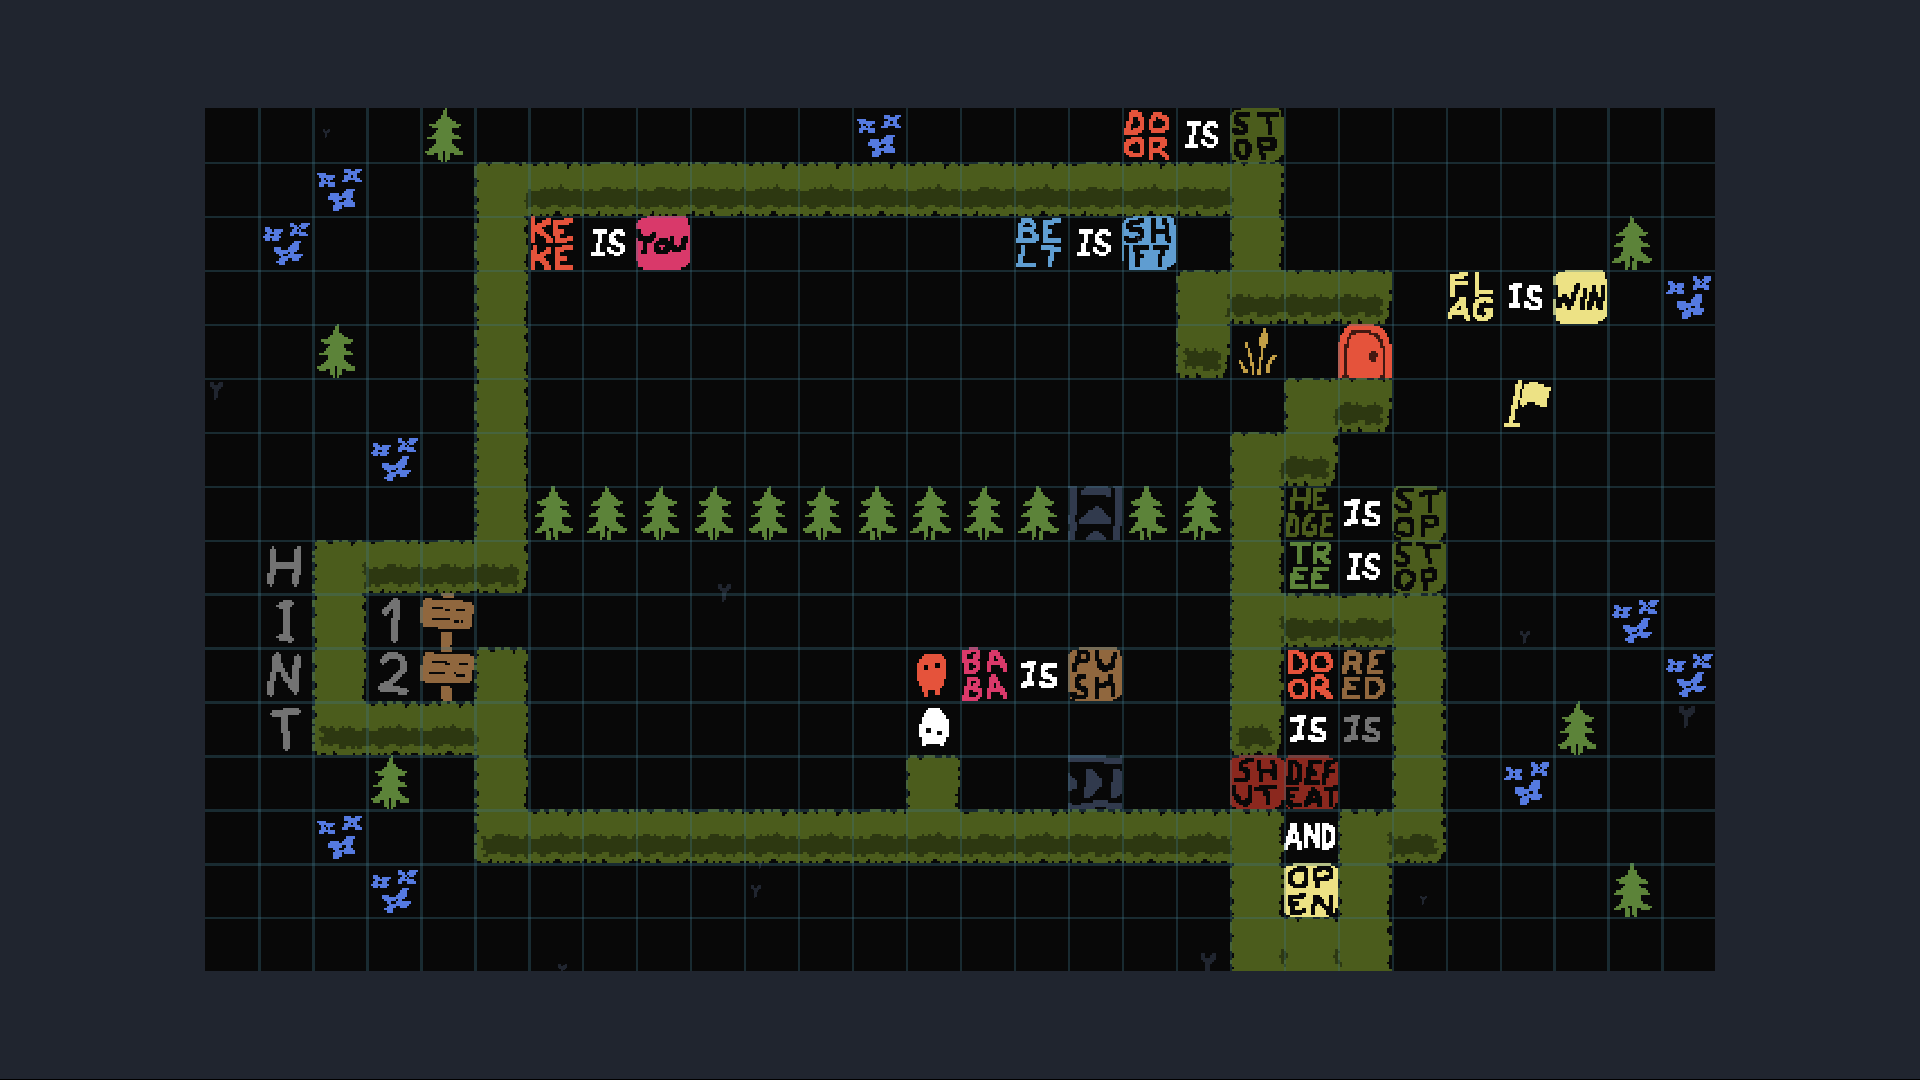 DOOR IS STOP
KEKE IS YOU
BELT IS SHIFT
FLAG IS WIN
HEDGE IS STOP
TREE IS STOP
HINT
1
2
BABA IS PUSH
DOOR REED
IS IS
SHUT DEFEAT
AND
OPEN